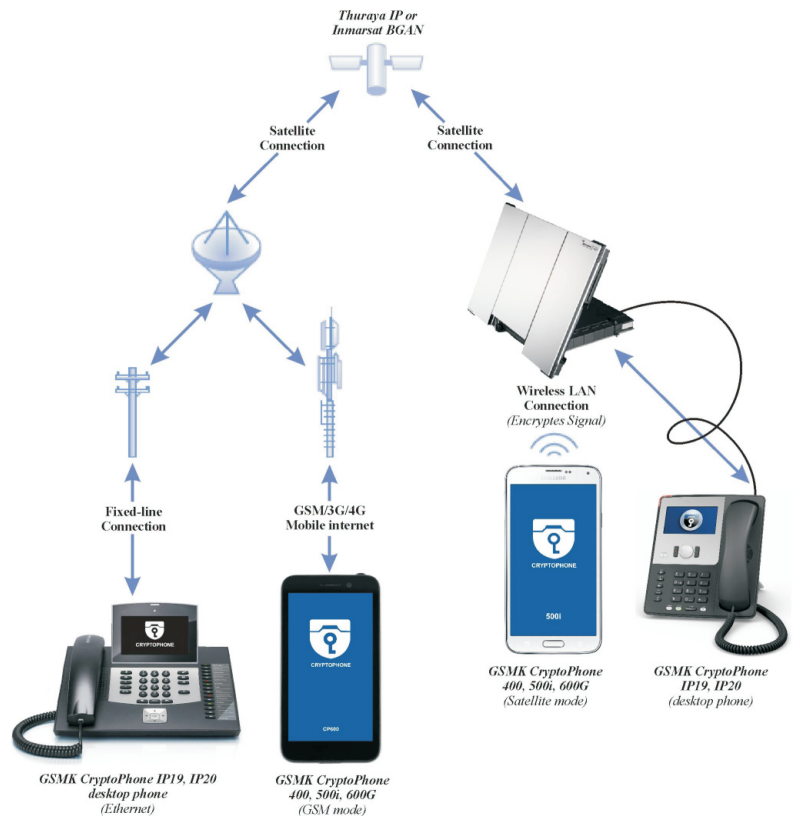 Thuraya IP or
Inmarsat BGAN
Satellite
Connection
Satellite
Connection
Wireless LAN
Connection
(Encryptes Signal)
Fixed-line
Connection
GSM/3G/4G
Mobile internet
CRYPTOPHONE
500i
CRYPTOPHONE
CRYPTOPHONE
CP600
GSMK CryptoPhone
400, 500i, 600G
(Satellite mode)
GSMK CryptoPhone
IP19, IP20
(desktop phone)
GSMK CryptoPhone IP19, IP20
desktop phone
(Ethernet)
GSMK CryptoPhone
400, 500i, 600G
(GSM mode)